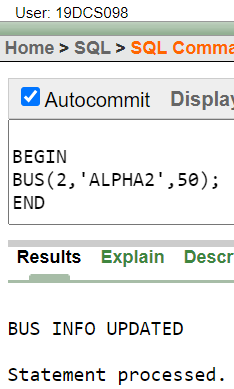 User: 19DCS098
Home > SQL > SQL Comma
Autocommit Display
BEGIN
BUS(2,'ALPHA2',50);
END
Results Explain Descr
BUS INFO UPDATED
Statement processed.